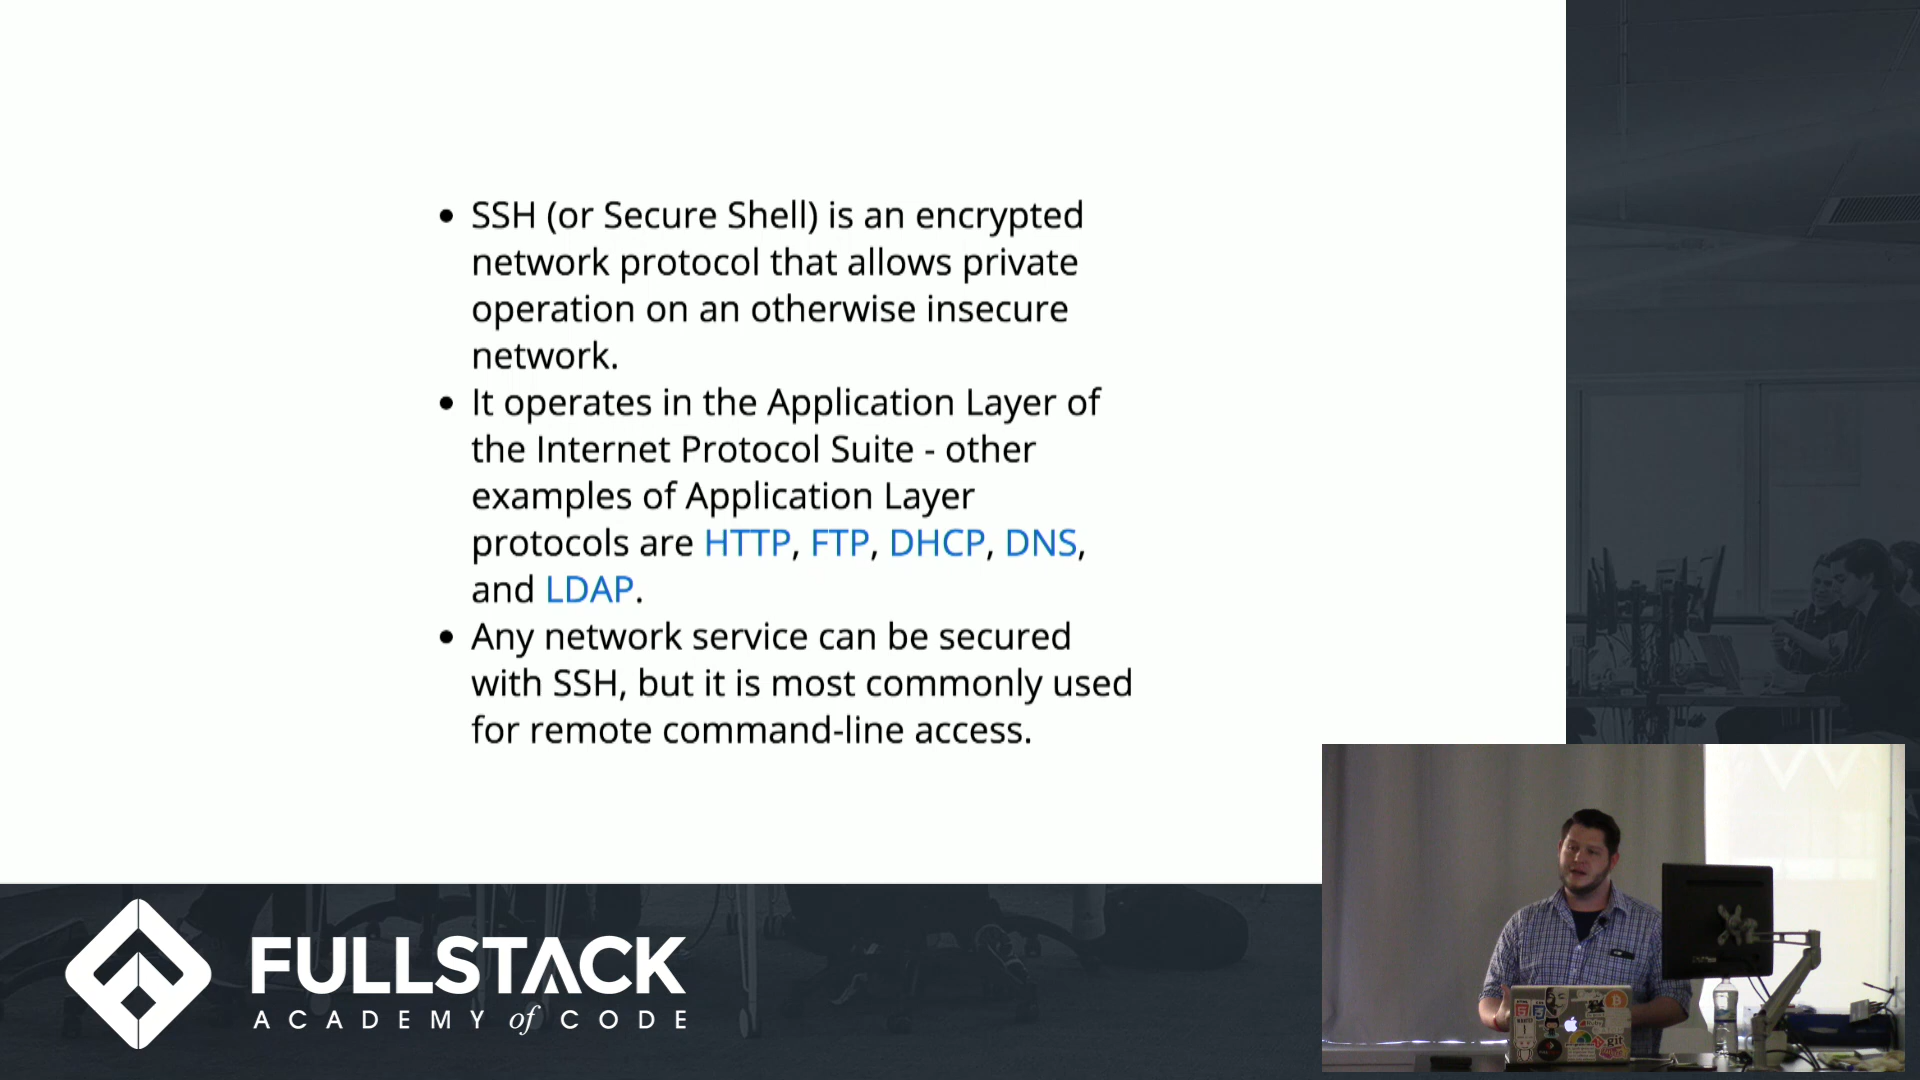 SSH (or Secure Shell) is an encrypted
network protocol that allows private
operation on an otherwise insecure
network.
It operates in the Application Layer of
the Internet Protocol Suite - other
examples of Application Layer
protocols are HTTP, FTP, DHCP, DNS,
and LDAP.
Any network service can be secured
with SSH, but it is most commonly used
for remote command-line access.
FULLSTACK
ACADEMY of CODE
git